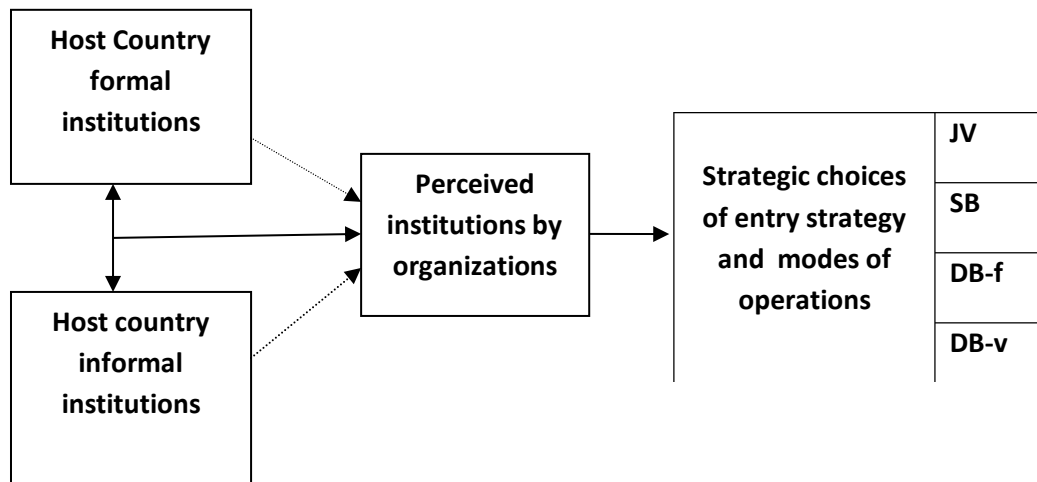 Host Country
formal
institutions
Host country
informal
institutions
Perceived
institutions by
organizations
Strategic choices
of entry strategy
and modes of
operations
JV
SB
DB-f
DB-v